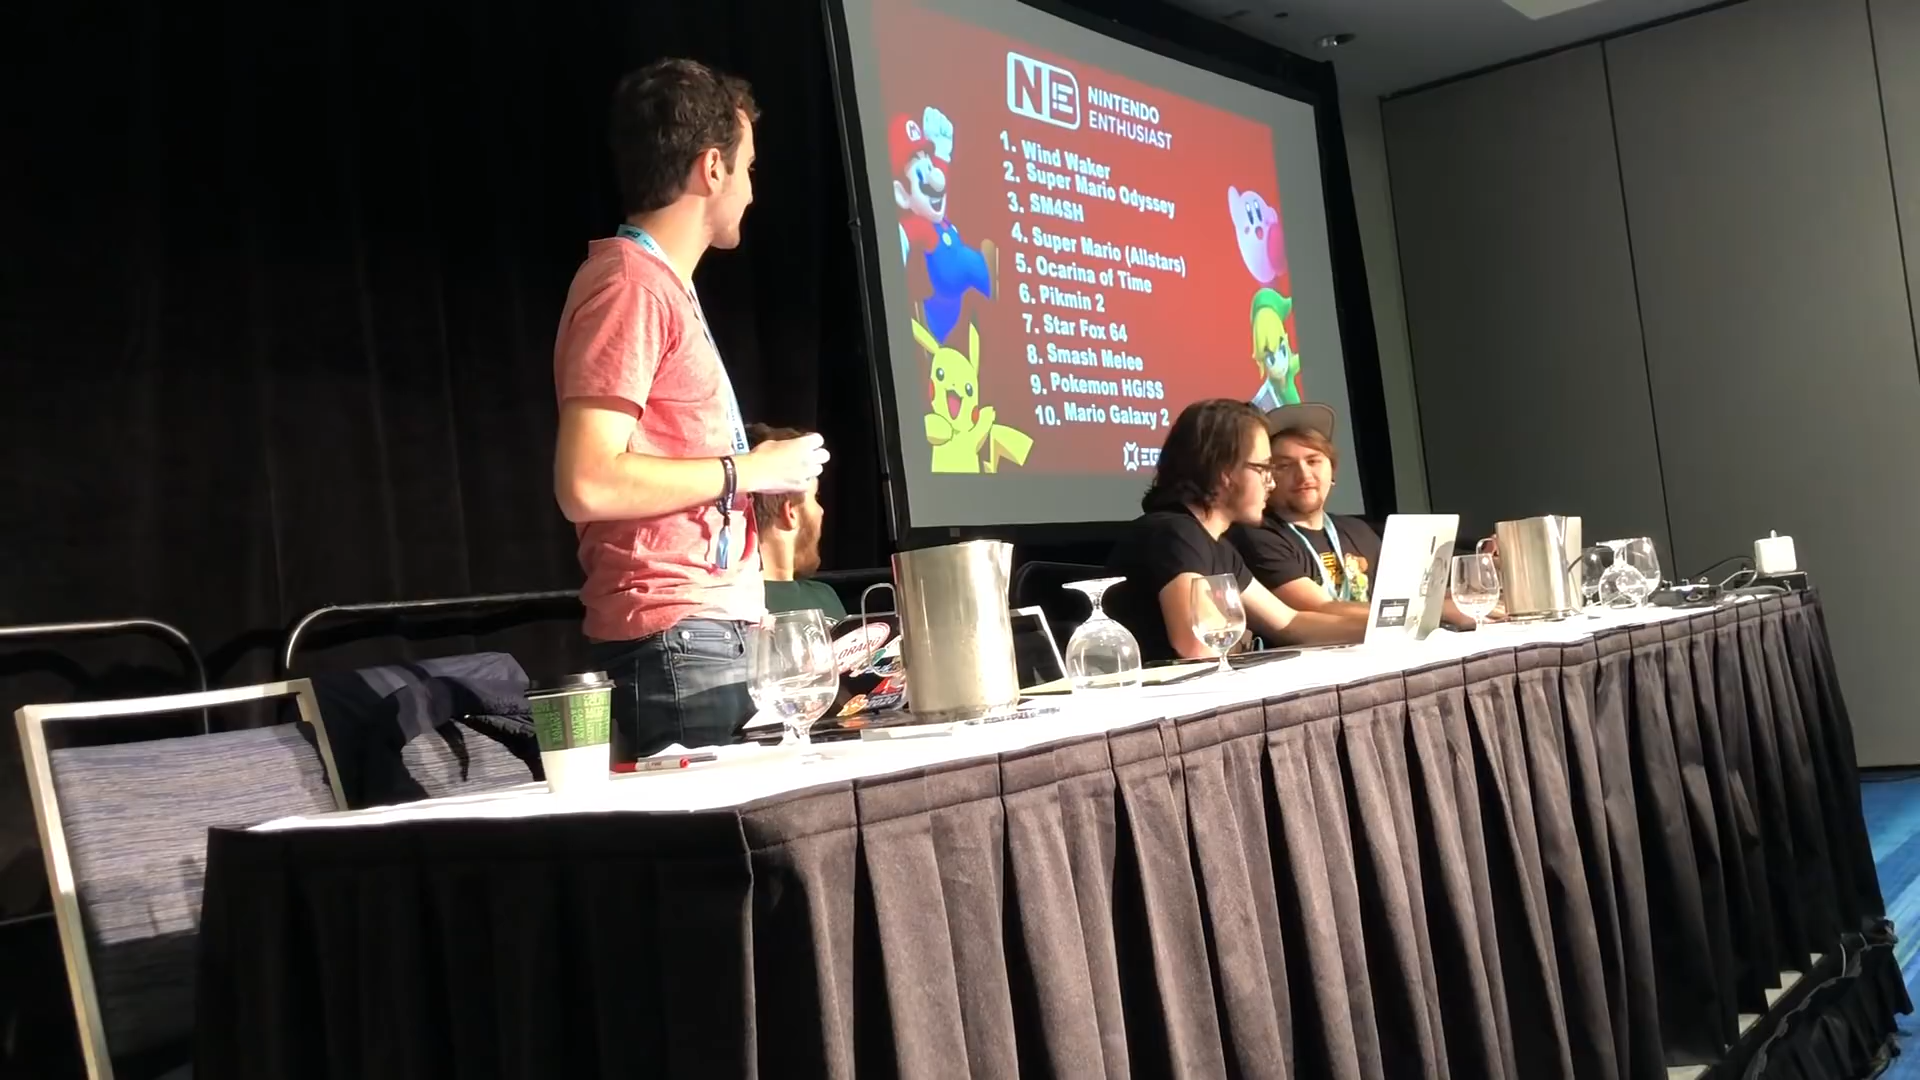 NE NINTENDO
ENTHUSIAST
1. Wind Waker
2. Super Mario Odyssey
3. SM4SH
4. Super Mario (Allstars)
5. Ocarina of Time
6. Pikmin 2
7. Star Fox 64
8. Smash Melee
9. Pokemon HG/SS
10. Mario Galaxy 2